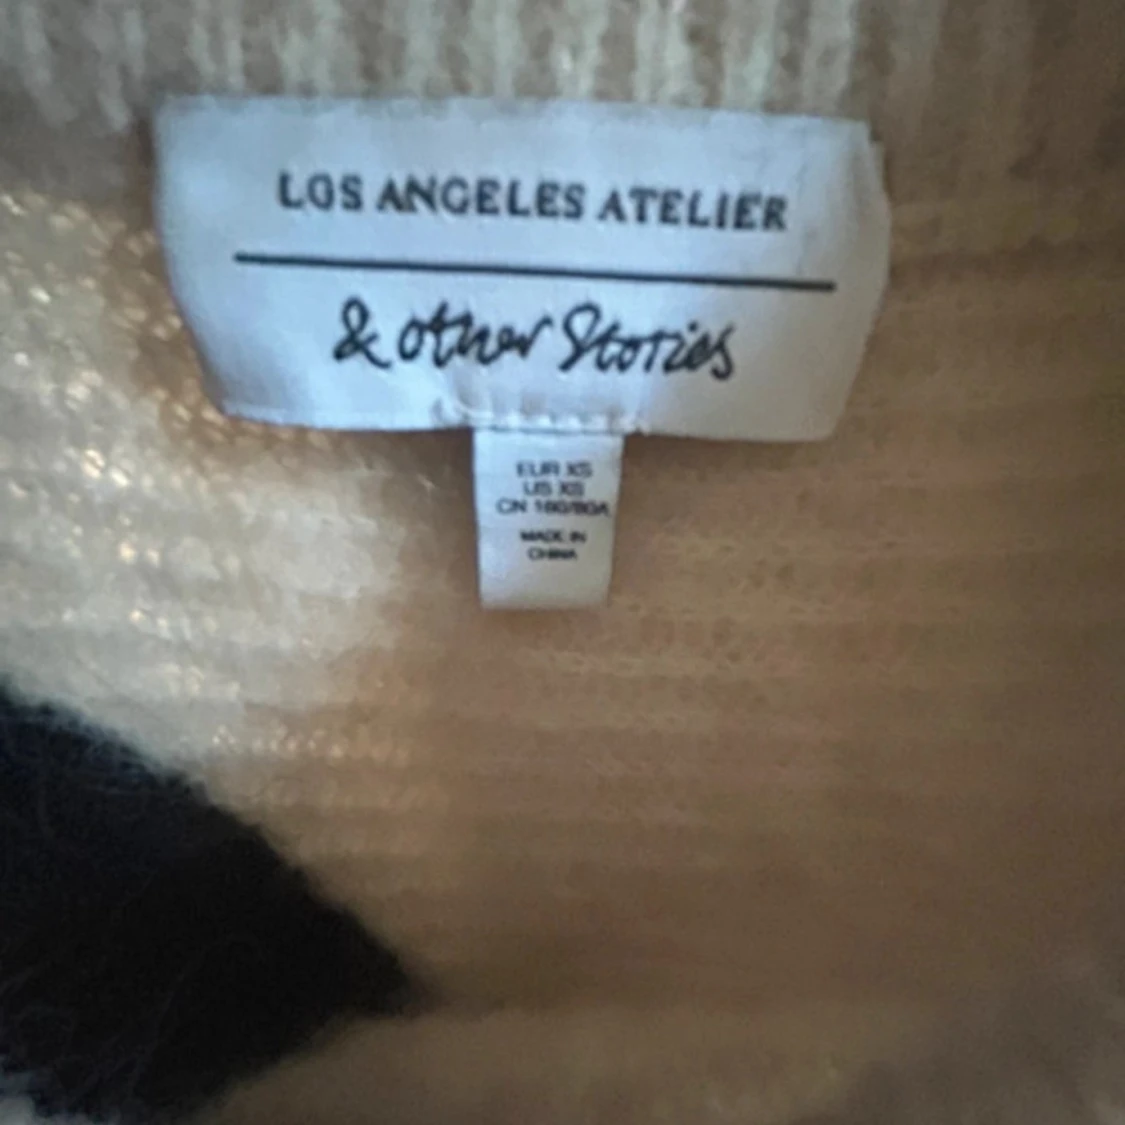 LOS ANGELES ATELIER
& other Stories
EUR XS
US XS
CN 160/80A
MADE IN
CHINA